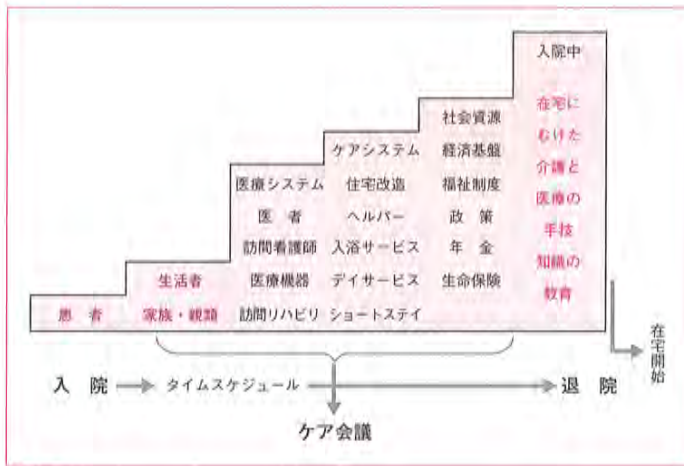 患者
生活者
家族・親類
医療システム
医者
訪問看護師
医療機器
訪問リハビリ
ケアシステム
住宅改造
ヘルパー
入浴サービス
デイサービス
ショートステイ
社会資源
経済基盤
福祉制度
政策
年金
生命保険
入院中
在宅に
むけた
介護と
医療の
手技
知識の
教育
在宅開始
入院
タイムスケジュール
退院
ケア会議